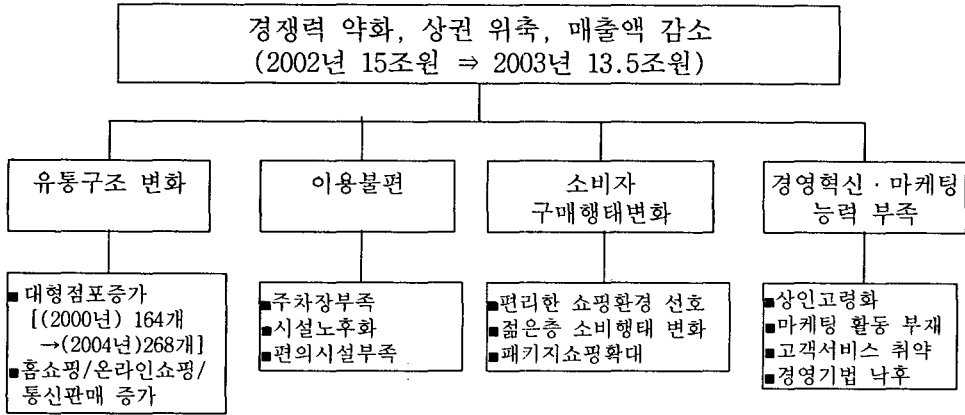 경쟁력 약화, 상권 위축, 매출액 감소
(2002년 15조원 ⇒ 2003년 13.5조원)
유통구조 변화
이용불편
소비자
구매행태변화
경영혁신·마케팅
능력 부족
■ 대형점포증가
[(2000년) 164개
→(2004년)268개]
■홈쇼핑/온라인쇼핑/
통신판매 증가
■주차장부족
■시설노후화
■편의시설부족
■편리한 쇼핑환경 선호
■젊은층 소비행태 변화
■패키지쇼핑확대
■상인고령화
■마케팅 활동 부재
■고객서비스 취약
■경영기법 낙후